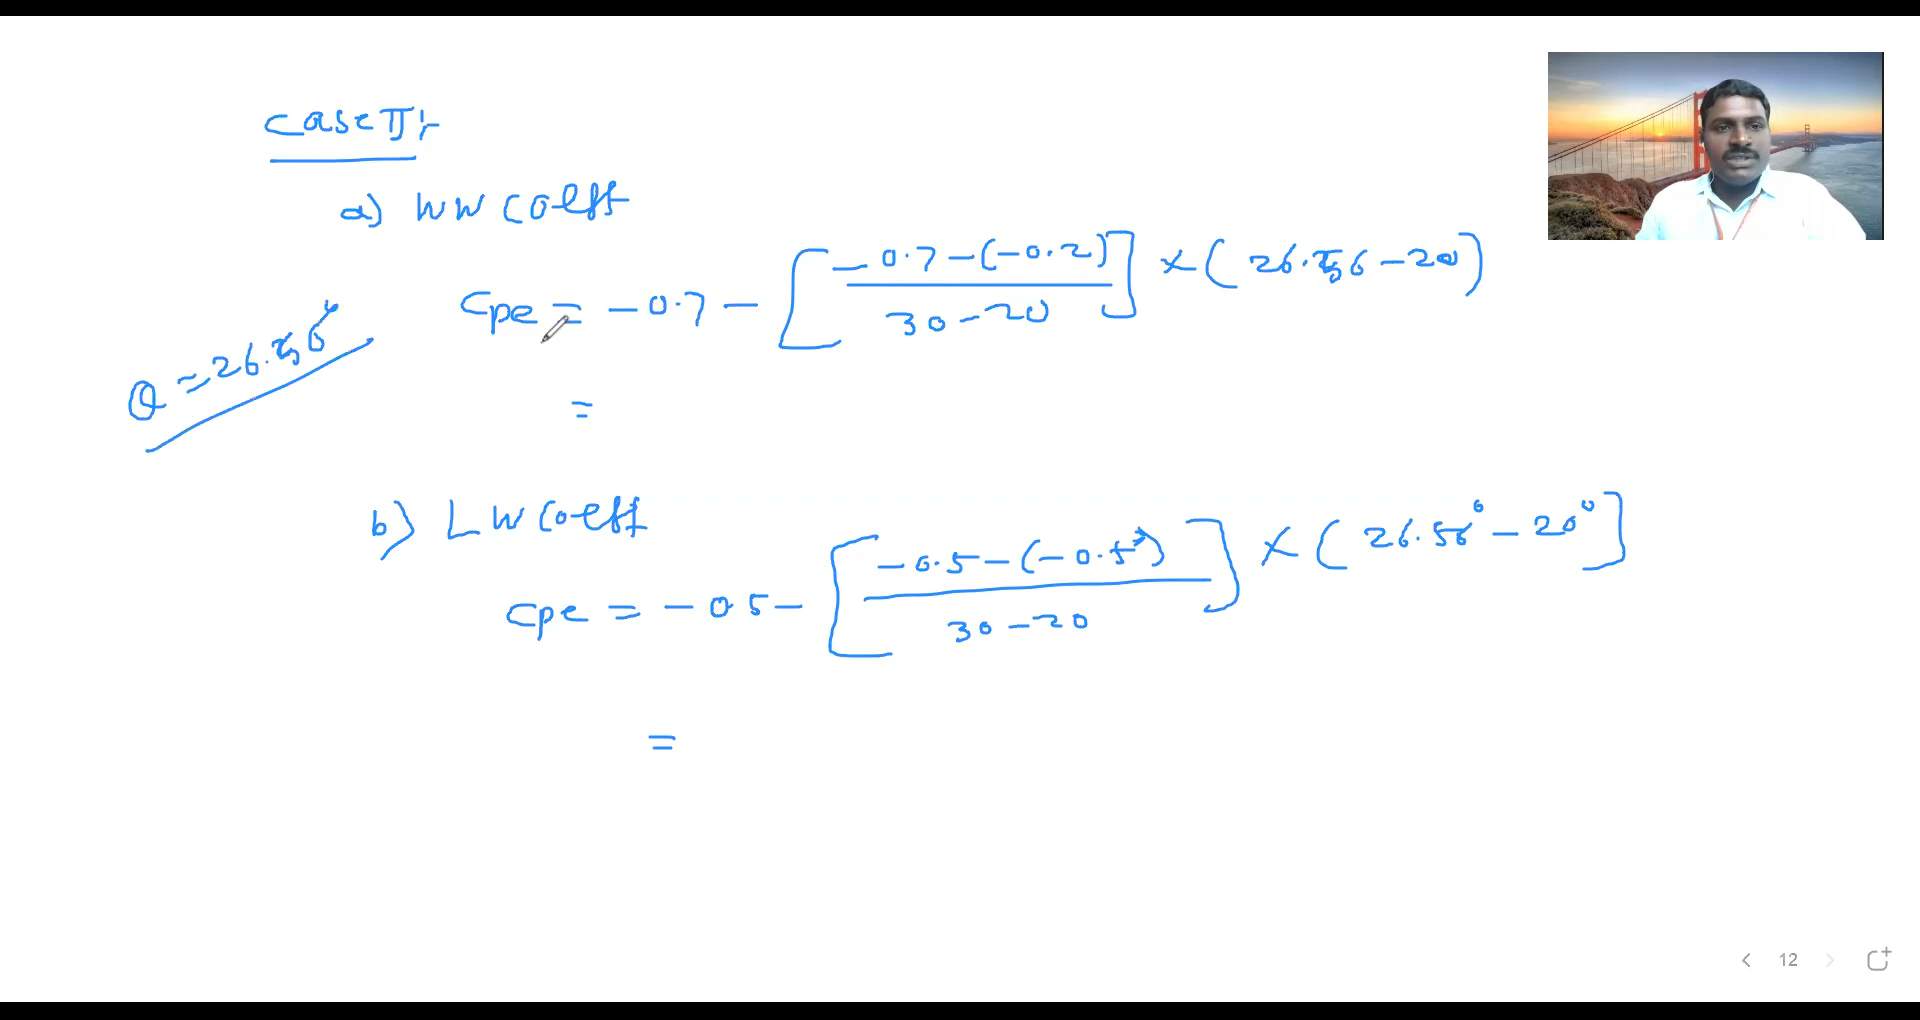 Case II:
a) WW Coeff
Cpe = -0.7 - [ -0.7-(-0.2) / 30-20 ] × (26.56-20)
θ = 26.56°
=
b) LW Coeff
Cpe = -0.5 - [ -0.5-(-0.5) / 30-20 ] × (26.56°-20°]
=
12